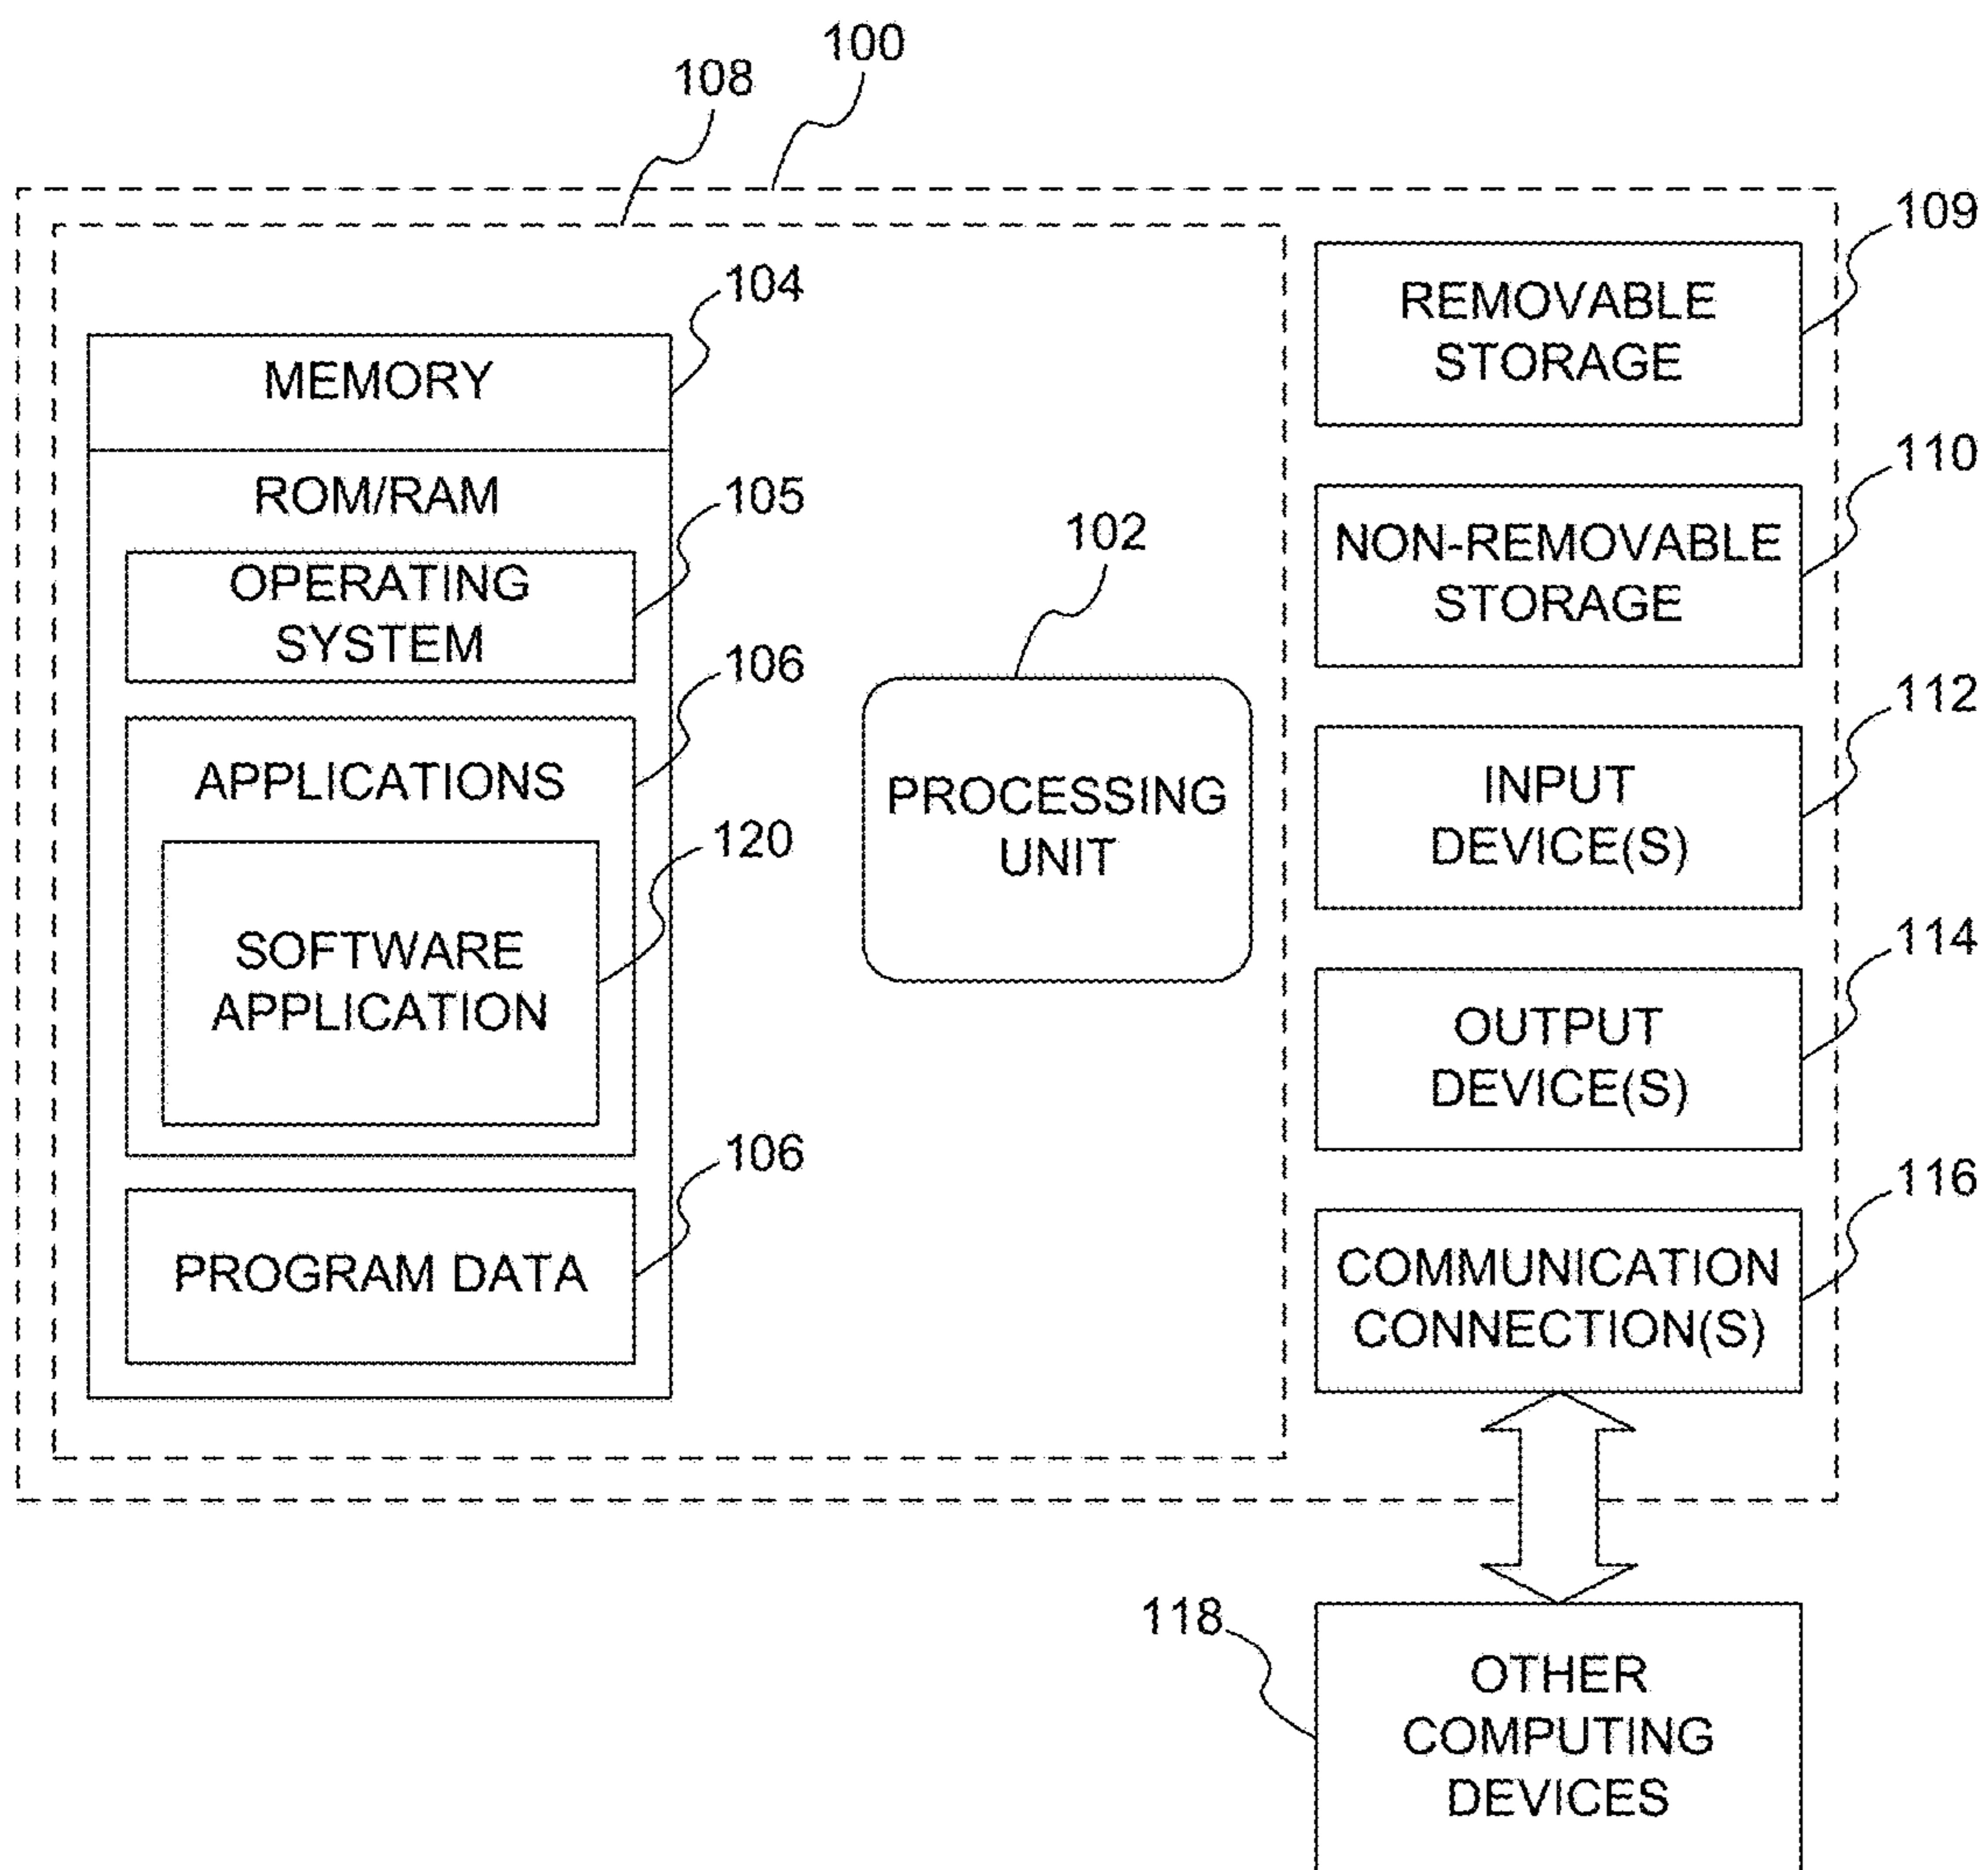 100
108
109
104
REMOVABLE
STORAGE
MEMORY
110
ROM/RAM
105
102
NON-REMOVABLE
STORAGE
OPERATING
SYSTEM
106
112
APPLICATIONS
PROCESSING
UNIT
INPUT
DEVICE(S)
120
114
SOFTWARE
APPLICATION
OUTPUT
DEVICE(S)
106
116
PROGRAM DATA
COMMUNICATION
CONNECTION(S)
118
OTHER
COMPUTING
DEVICES